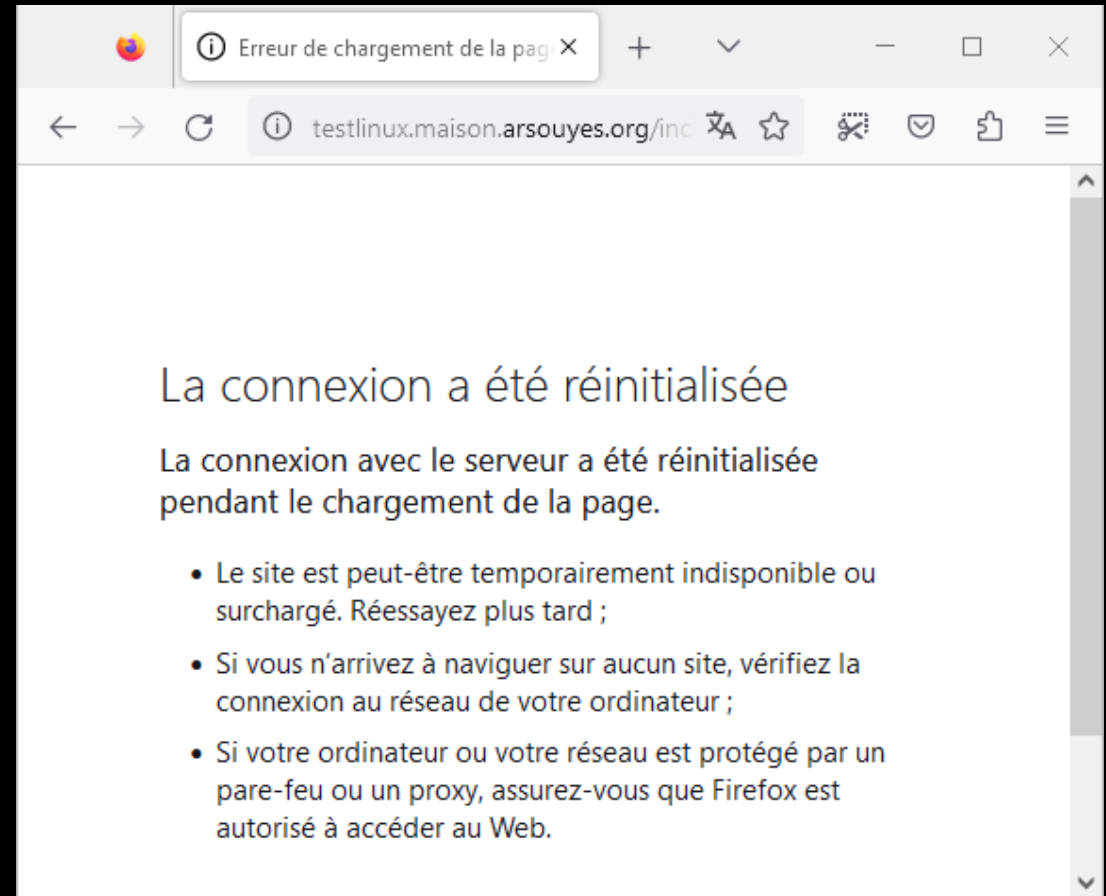 Erreur de chargement de la pag
testlinux.maison.arsouyes.org/inc
La connexion a été réinitialisée
La connexion avec le serveur a été réinitialisée
pendant le chargement de la page.
• Le site est peut-être temporairement indisponible ou
surchargé. Réessayez plus tard ;
• Si vous n’arrivez à naviguer sur aucun site, vérifiez la
connexion au réseau de votre ordinateur ;
• Si votre ordinateur ou votre réseau est protégé par un
pare-feu ou un proxy, assurez-vous que Firefox est
autorisé à accéder au Web.